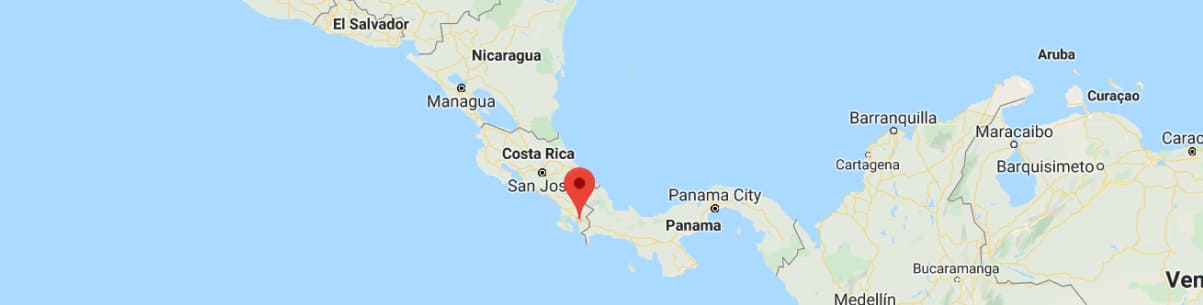 El Salvador
Nicaragua
Aruba
Managua
Curaçao
Barranquilla
Maracaibo
Carac
Costa Rica
Cartagena
Barquisimeto
San Jos
Panama City
Panama
Bucaramanga
Ven
Medellín